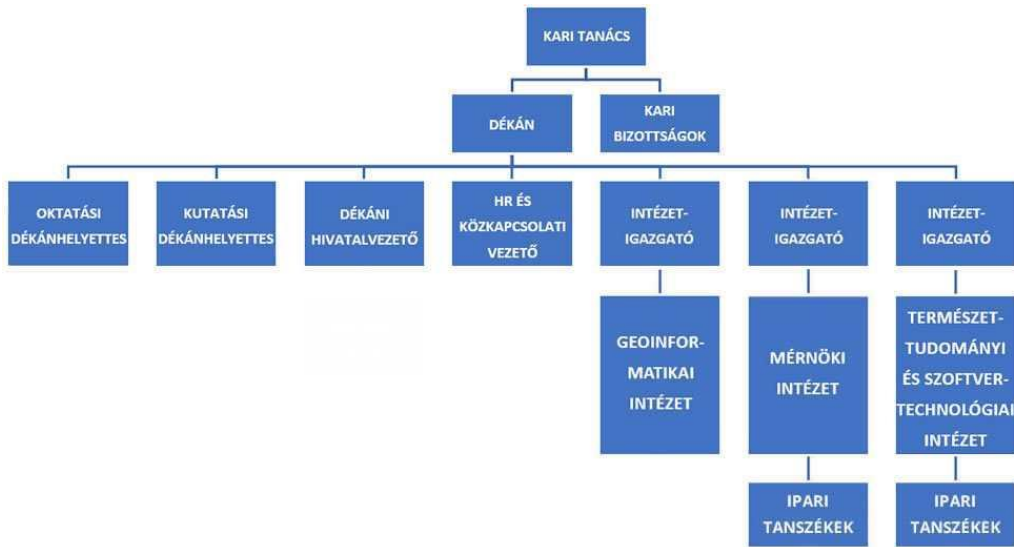 KARI TANÁCS
DÉKÁN
KARI
BIZOTTSÁGOK
OKTATÁSI
DÉKÁNHELYETTES
KUTATÁSI
DÉKÁNHELYETTES
DÉKÁNI
HIVATALVEZETŐ
HR ÉS
KÖZKAPCSOLATI
VEZETŐ
INTÉZET-
IGAZGATÓ
INTÉZET-
IGAZGATÓ
INTÉZET-
IGAZGATÓ
GEOINFOR-
MATIKAI
INTÉZET
MÉRNÖKI
INTÉZET
TERMÉSZET-
TUDOMÁNYI
ÉS SZOFTVER-
TECHNOLÓGIAI
INTÉZET
IPARI
TANSZÉKEK
IPARI
TANSZÉKEK